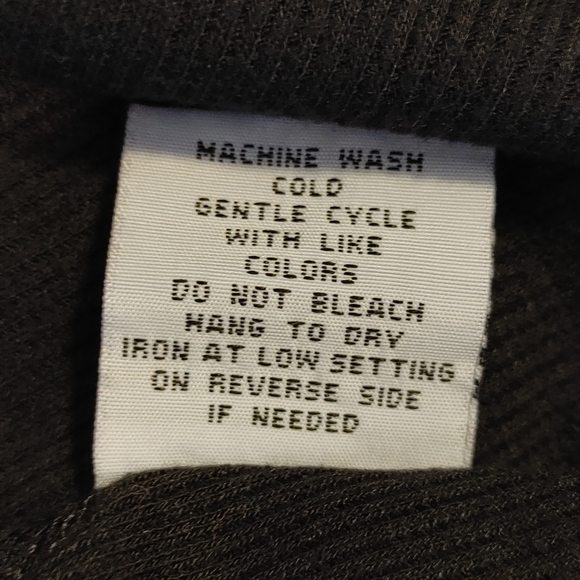 MACHINE WASH
COLD
GENTLE CYCLE
WITH LIKE
COLORS
DO NOT BLEACH
HANG TO DRY
IRON AT LOW SETTING
ON REVERSE SIDE
IF NEEDED